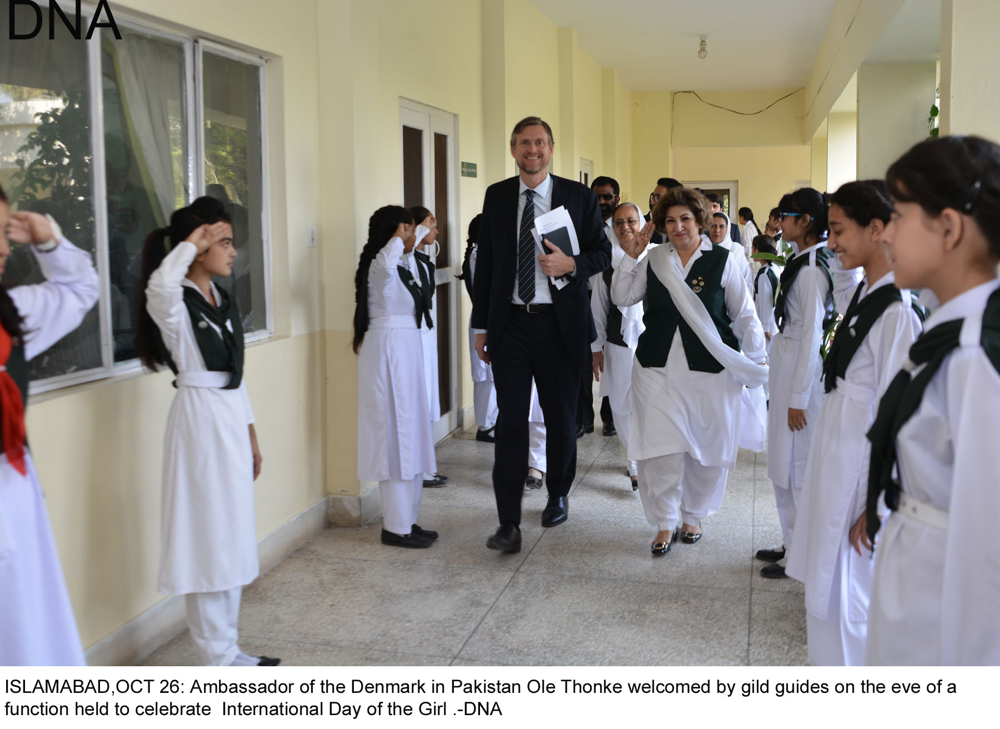 DNA
ISLAMABAD,OCT 26: Ambassador of the Denmark in Pakistan Ole Thonke welcomed by gild guides on the eve of a
function held to celebrate  International Day of the Girl .-DNA